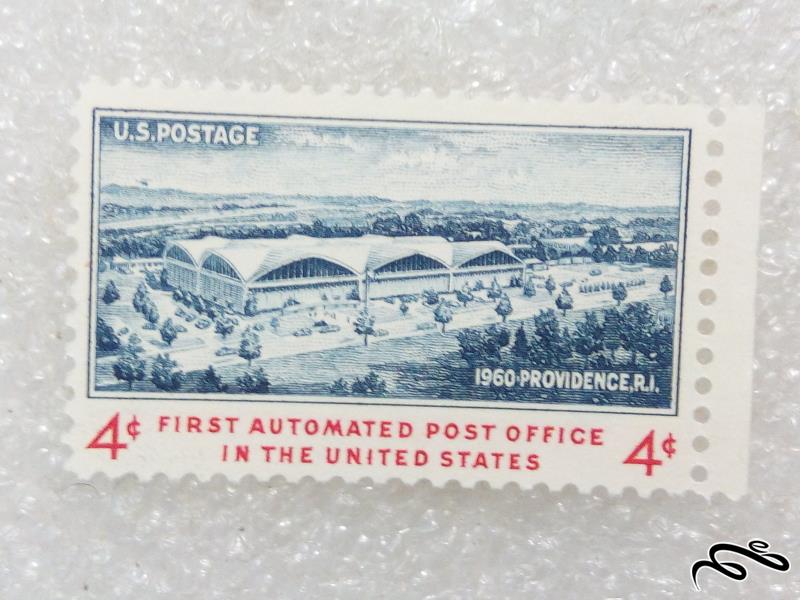 U.S.POSTAGE
1960·PROVIDENCE,R.I.
4¢ FIRST AUTOMATED POST OFFICE 4¢
IN THE UNITED STATES